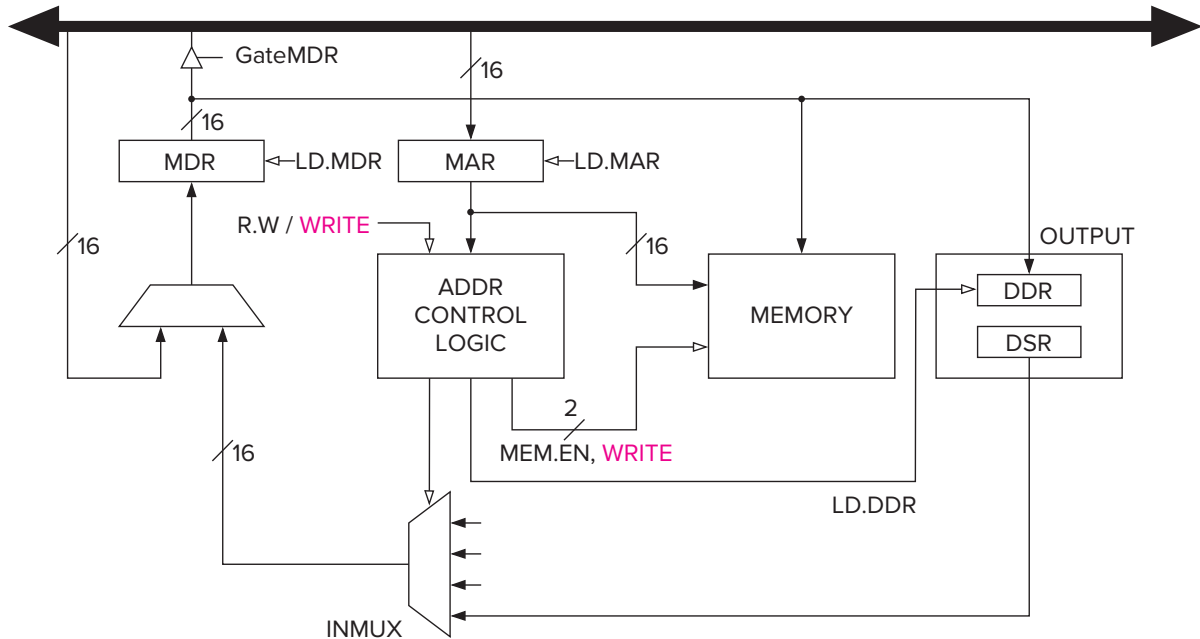 GateMDR
16
16
MDR
LD.MDR
MAR
LD.MAR
R.W / WRITE
16
16
OUTPUT
ADDR
CONTROL
LOGIC
MEMORY
DDR
DSR
2
16
MEM.EN, WRITE
LD.DDR
INMUX